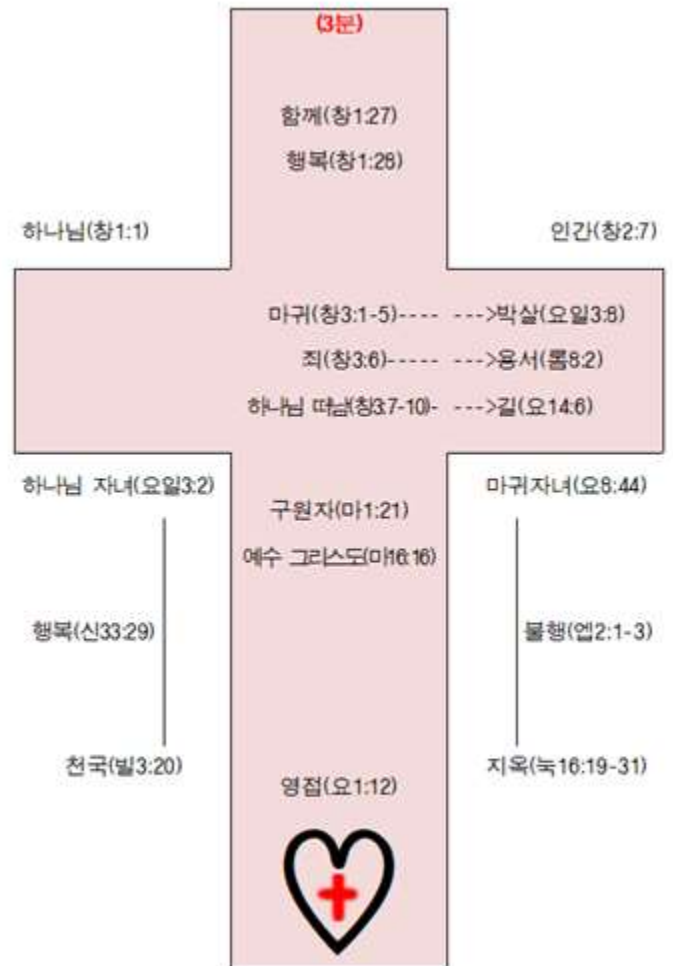 (3분)
함께(창1:27)
행복(창1:28)
하나님(창1:1)
인간(창2:7)
마귀(창3:1-5)---- --->박살(요일3:8)
죄(창3:6)----- --->용서(롬8:2)
하나님 떠남(창3:7-10)- --->길(요14:6)
하나님 자녀(요일3:2)
마귀자녀(요8:44)
구원자(마1:21)
예수 그리스도(마16:16)
행복(신33:29)
불행(엡2:1-3)
천국(빌3:20)
지옥(눅16:19-31)
영접(요1:12)